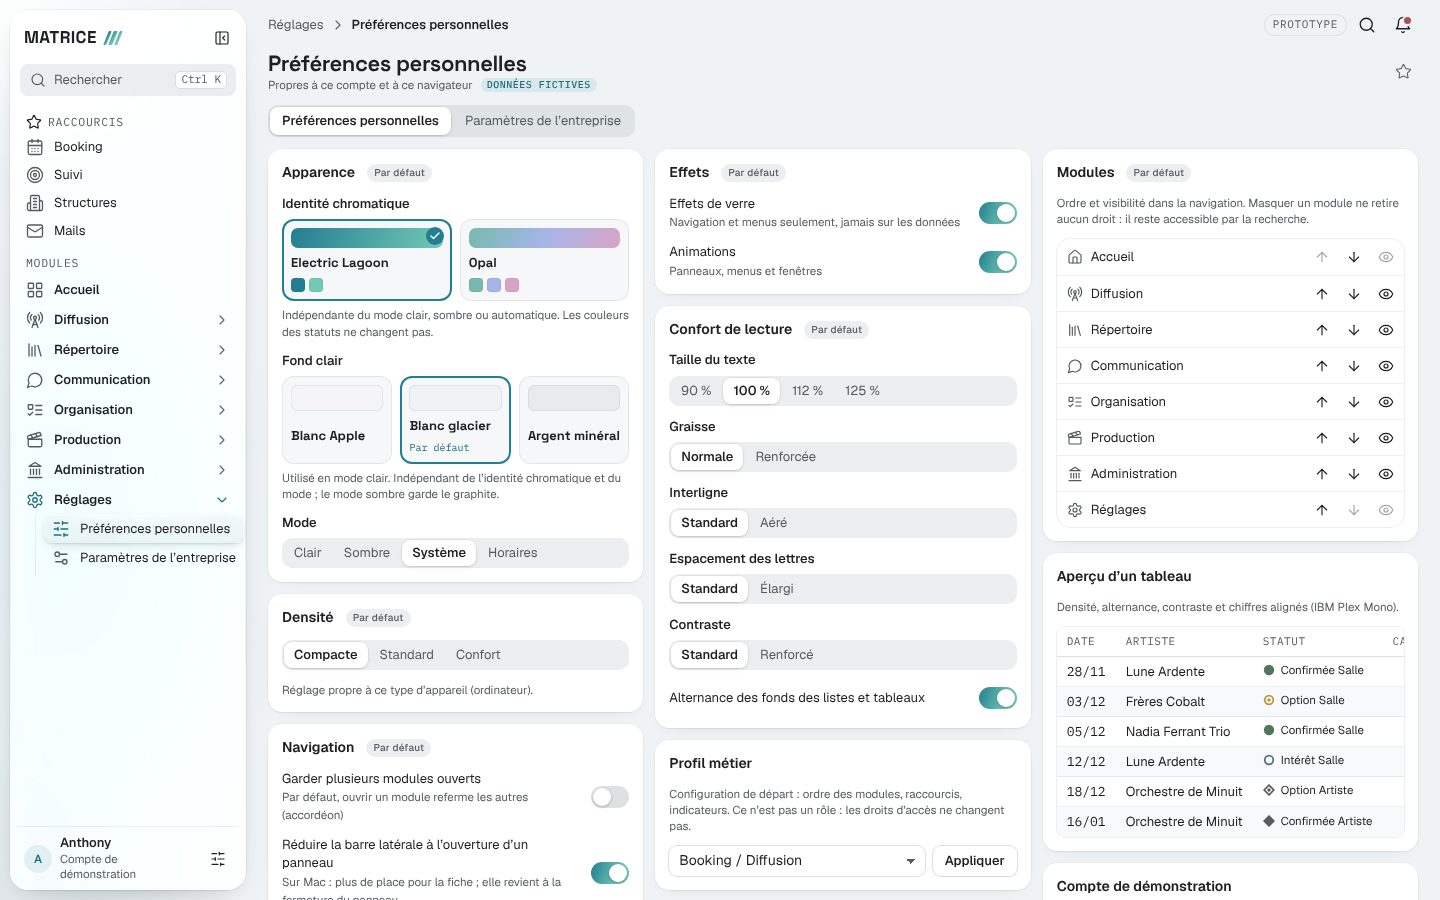 MATRICE
Rechercher
Ctrl K
RACCOURCIS
Booking
Suivi
Structures
Mails
MODULES
Accueil
Diffusion
Répertoire
Communication
Organisation
Production
Administration
Réglages
Préférences personnelles
Paramètres de l'entreprise
A
Anthony
Compte de
démonstration
Réglages
Préférences personnelles
PROTOTYPE
Préférences personnelles
Propres à ce compte et à ce navigateur
DONNÉES FICTIVES
Préférences personnelles
Paramètres de l'entreprise
Apparence
Par défaut
Identité chromatique
Electric Lagoon
Opal
Indépendante du mode clair, sombre ou automatique. Les couleurs
des statuts ne changent pas.
Fond clair
Blanc Apple
Blanc glacier
Par défaut
Argent minéral
Utilisé en mode clair. Indépendant de l'identité chromatique et du
mode ; le mode sombre garde le graphite.
Mode
Clair
Sombre
Système
Horaires
Densité
Par défaut
Compacte
Standard
Confort
Réglage propre à ce type d'appareil (ordinateur).
Navigation
Par défaut
Garder plusieurs modules ouverts
Par défaut, ouvrir un module referme les autres
(accordéon)
Réduire la barre latérale à l'ouverture d'un
panneau
Sur Mac : plus de place pour la fiche ; elle revient à la
fermeture du panneau.
Effets
Par défaut
Effets de verre
Navigation et menus seulement, jamais sur les données
Animations
Panneaux, menus et fenêtres
Confort de lecture
Par défaut
Taille du texte
90 %
100 %
112 %
125 %
Graisse
Normale
Renforcée
Interligne
Standard
Aéré
Espacement des lettres
Standard
Élargi
Contraste
Standard
Renforcé
Alternance des fonds des listes et tableaux
Profil métier
Configuration de départ : ordre des modules, raccourcis,
indicateurs. Ce n'est pas un rôle : les droits d'accès ne changent
pas.
Booking / Diffusion
Appliquer
Modules
Par défaut
Ordre et visibilité dans la navigation. Masquer un module ne retire
aucun droit : il reste accessible par la recherche.
Accueil
Diffusion
Répertoire
Communication
Organisation
Production
Administration
Réglages
Aperçu d'un tableau
Densité, alternance, contraste et chiffres alignés (IBM Plex Mono).
DATE ARTISTE STATUT CA
28/11 Lune Ardente Confirmée Salle
03/12 Frères Cobalt Option Salle
05/12 Nadia Ferrant Trio Confirmée Salle
12/12 Lune Ardente Intérêt Salle
18/12 Orchestre de Minuit Option Artiste
16/01 Orchestre de Minuit Confirmée Artiste
Compte de démonstration